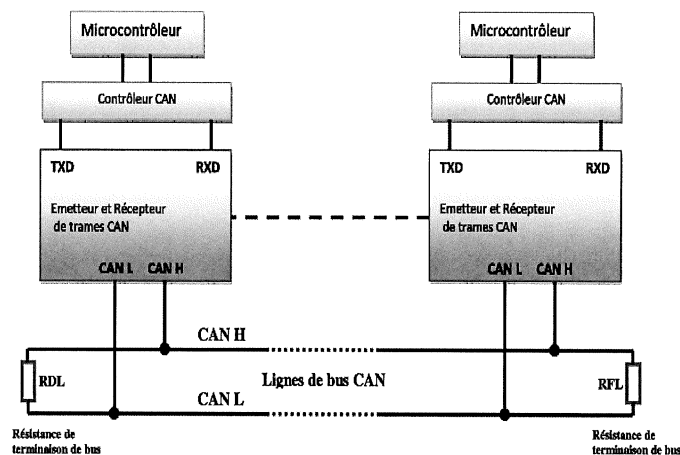 Microcontrôleur
Microcontrôleur
Contrôleur CAN
Contrôleur CAN
TXD RXD
TXD RXD
Emetteur et Récepteur
de trames CAN
Emetteur et Récepteur
de trames CAN
CAN L CAN H
CAN L CAN H
CAN H
RDL
Lignes de bus CAN
RFL
CAN L
Résistance de
terminaison de bus
Résistance de
terminaison de bus